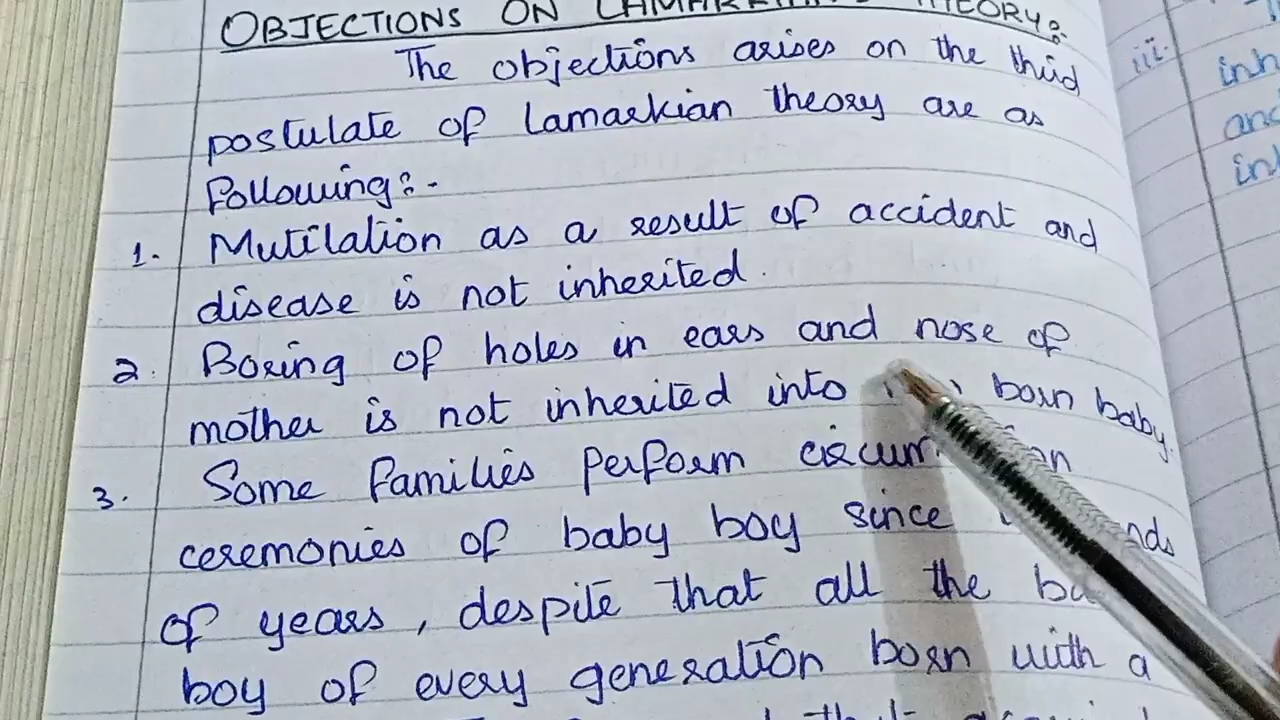 OBJECTIONS ON THEORY:-
The objections arises on the third
postulate of Lamarkian theory are as
following:-
1. Mutilation as a result of accident and
disease is not inherited.
2. Boring of holes in ears and nose of
mother is not inherited into born baby.
3. Some families perform
ceremonies of baby boy since
of years, despite that all the
boy of every generation born with a
iii.